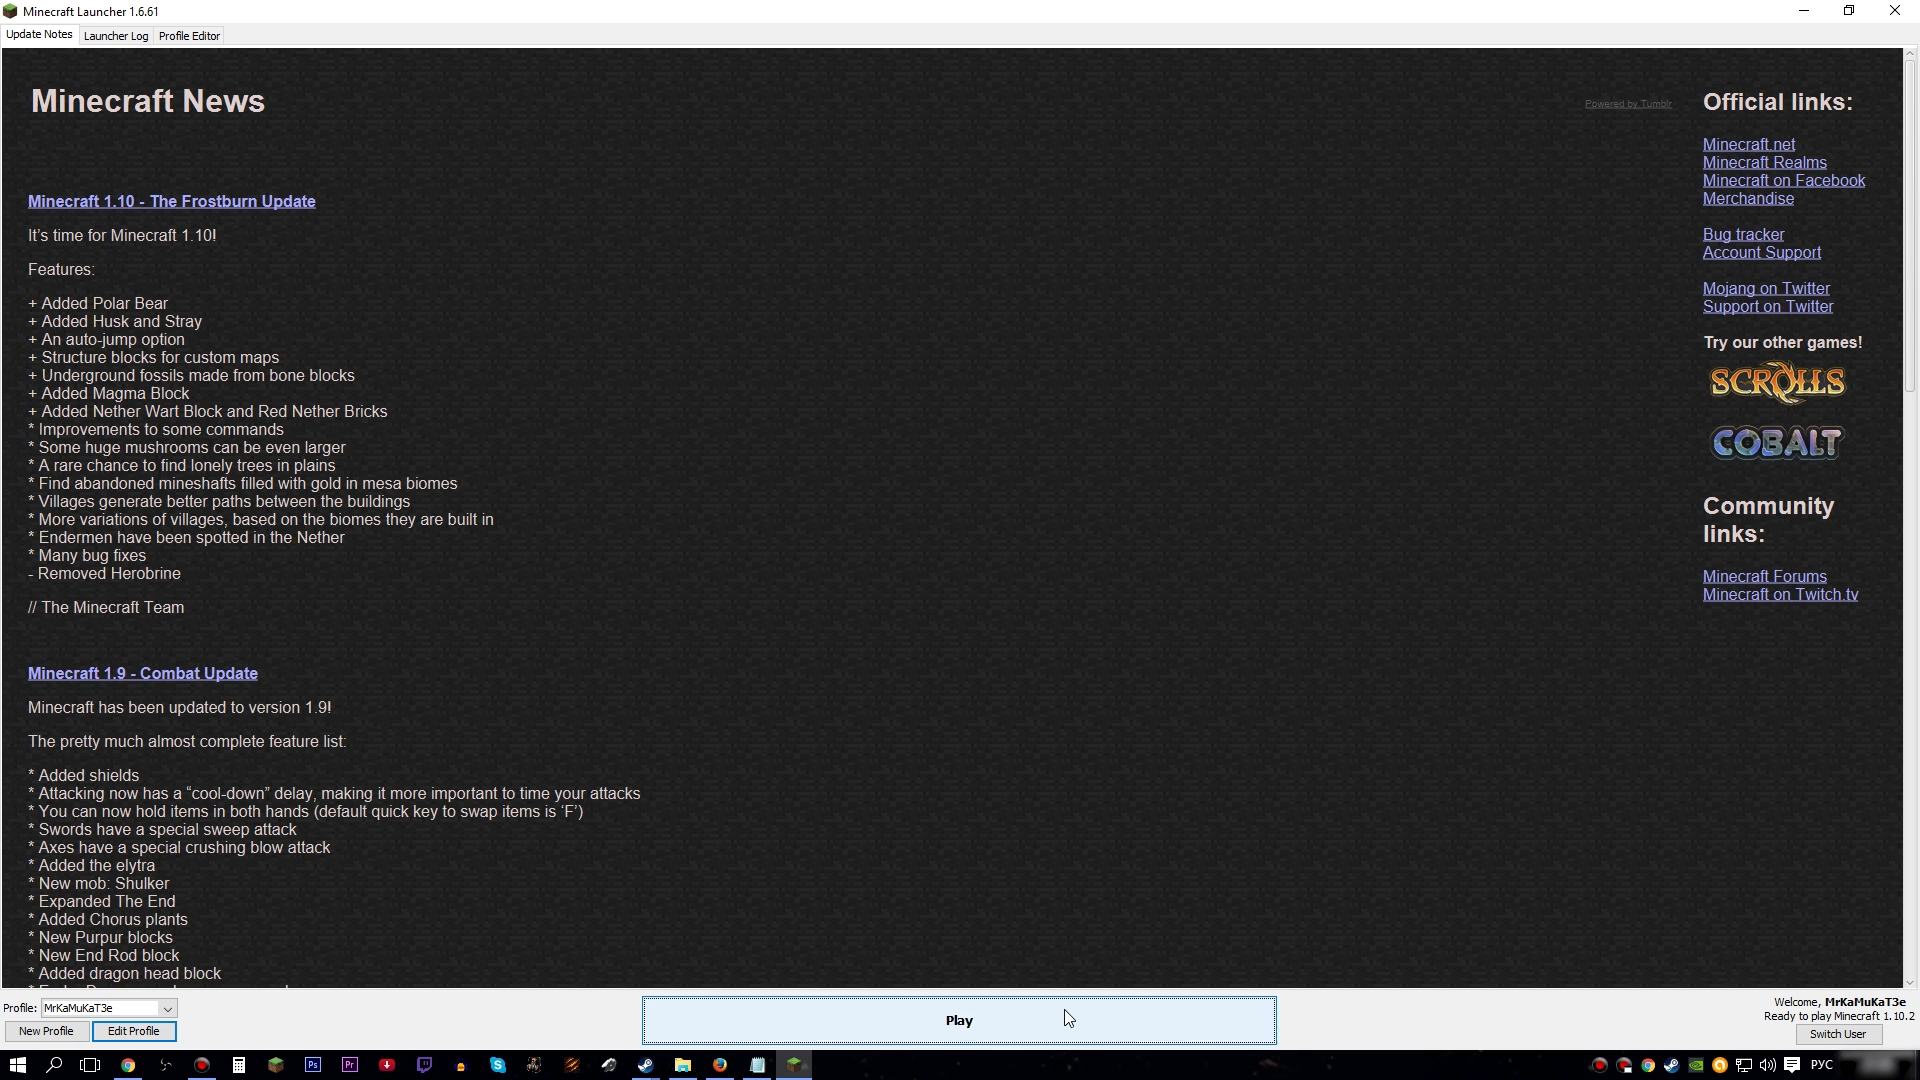 Minecraft Launcher 1.6.61
Update Notes Launcher Log Profile Editor
Minecraft News
Powered by Tumblr
Minecraft 1.10 - The Frostburn Update
It’s time for Minecraft 1.10!
Features:
+ Added Polar Bear
+ Added Husk and Stray
+ An auto-jump option
+ Structure blocks for custom maps
+ Underground fossils made from bone blocks
+ Added Magma Block
+ Added Nether Wart Block and Red Nether Bricks
* Improvements to some commands
* Some huge mushrooms can be even larger
* A rare chance to find lonely trees in plains
* Find abandoned mineshafts filled with gold in mesa biomes
* Villages generate better paths between the buildings
* More variations of villages, based on the biomes they are built in
* Endermen have been spotted in the Nether
* Many bug fixes
- Removed Herobrine
// The Minecraft Team
Minecraft 1.9 - Combat Update
Minecraft has been updated to version 1.9!
The pretty much almost complete feature list:
* Added shields
* Attacking now has a “cool-down” delay, making it more important to time your attacks
* You can now hold items in both hands (default quick key to swap items is ‘F’)
* Swords have a special sweep attack
* Axes have a special crushing blow attack
* Added the elytra
* New mob: Shulker
* Expanded The End
* Added Chorus plants
* New Purpur blocks
* New End Rod block
* Added dragon head block
Official links:
Minecraft.net
Minecraft Realms
Minecraft on Facebook
Merchandise
Bug tracker
Account Support
Mojang on Twitter
Support on Twitter
Try our other games!
SCROLLS
COBALT
Community
links:
Minecraft Forums
Minecraft on Twitch.tv
Profile: MrKaMuKaT3e
New Profile Edit Profile
Play
Welcome, MrKaMuKaT3e
Ready to play Minecraft 1.10.2
Switch User
Ps Pr
РУС